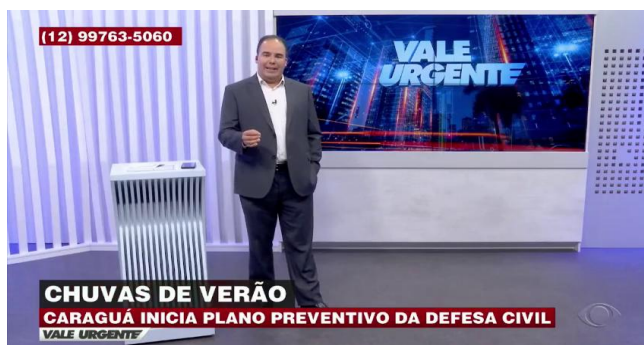 (12) 99763-5060
VALE
URGENTE
CHUVAS DE VERÃO
CARAGUÁ INICIA PLANO PREVENTIVO DA DEFESA CIVIL
VALE URGENTE